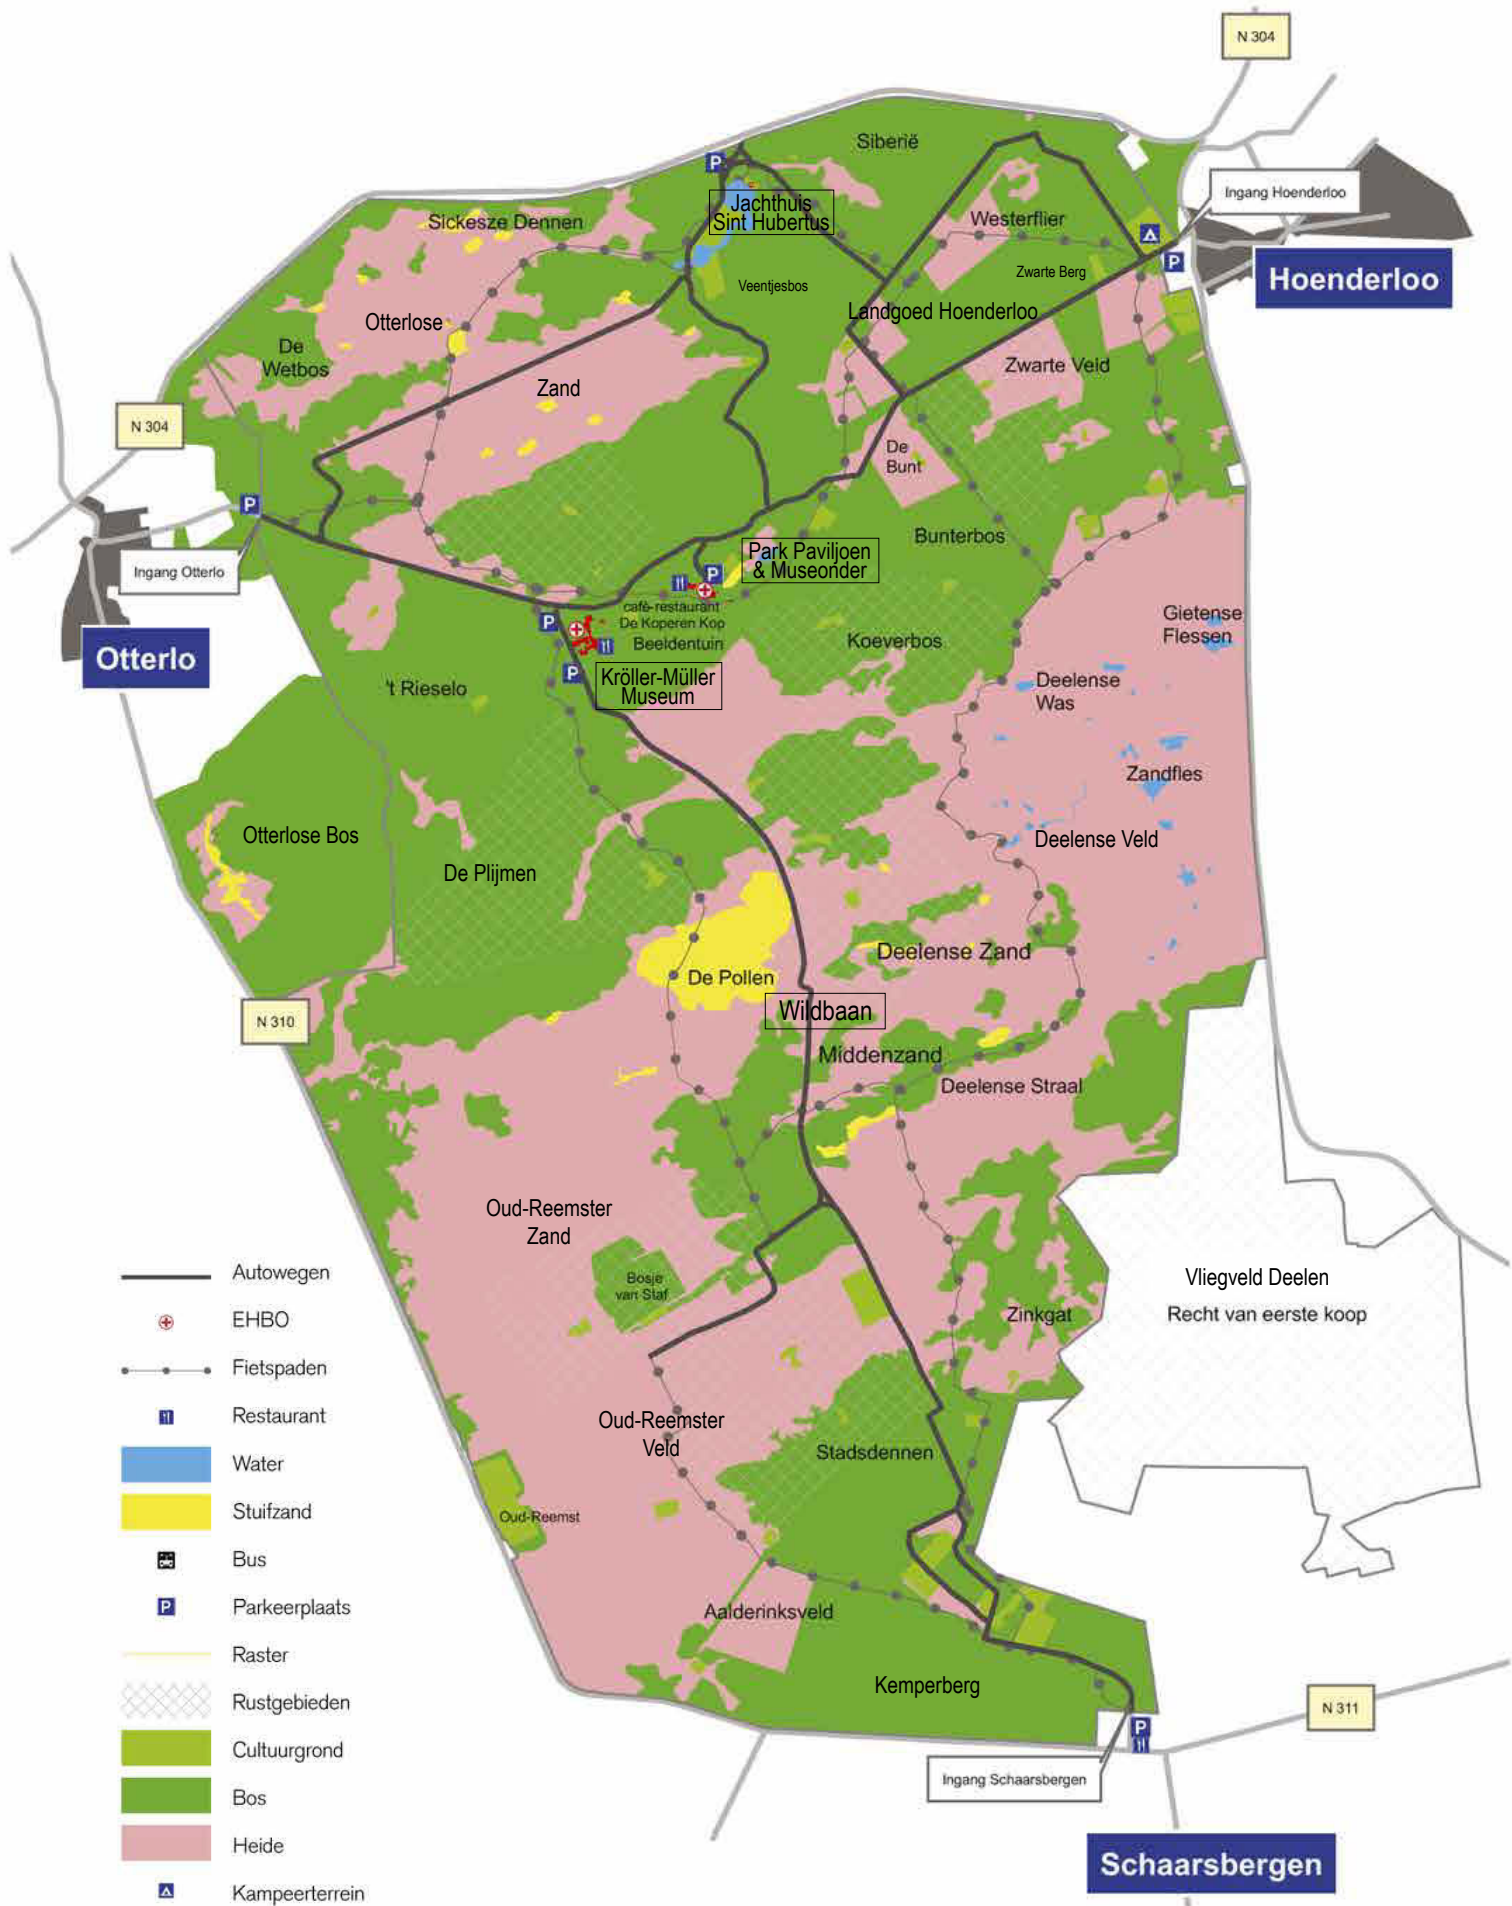 N 304
Siberië
P
Ingang Hoenderloo
Jachthuis
Sint Hubertus
Sickesze Dennen
Westerflier
P
Hoenderloo
Zwarte Berg
Veentjesbos
Landgoed Hoenderloo
Otterlose
De
Wetbos
Zwarte Veld
Zand
N 304
De
Bunt
P
Bunterbos
Park Paviljoen
& Museonder
Ingang Otterlo
P
café-restaurant
De Koperen Kop
Beeldentuin
P
Gietense
Flessen
Koeverbos
Otterlo
P
Kröller-Müller
Museum
't Rieselo
Deelense
Was
Zandfles
Otterlose Bos
Deelense Veld
De Plijmen
Deelense Zand
De Pollen
Wildbaan
N 310
Middenzand
Deelense Straal
Oud-Reemster
Zand
Bosje
van Staf
Zinkgat
Vliegveld Deelen
Recht van eerste koop
Oud-Reemster
Veld
Stadsdennen
Oud-Reemst
Aalderinksveld
Kemperberg
N 311
P
Ingang Schaarsbergen
Schaarsbergen
Autowegen
EHBO
Fietspaden
Restaurant
Water
Stuifzand
Bus
P
Parkeerplaats
Raster
Rustgebieden
Cultuurgrond
Bos
Heide
Kampeerterrein